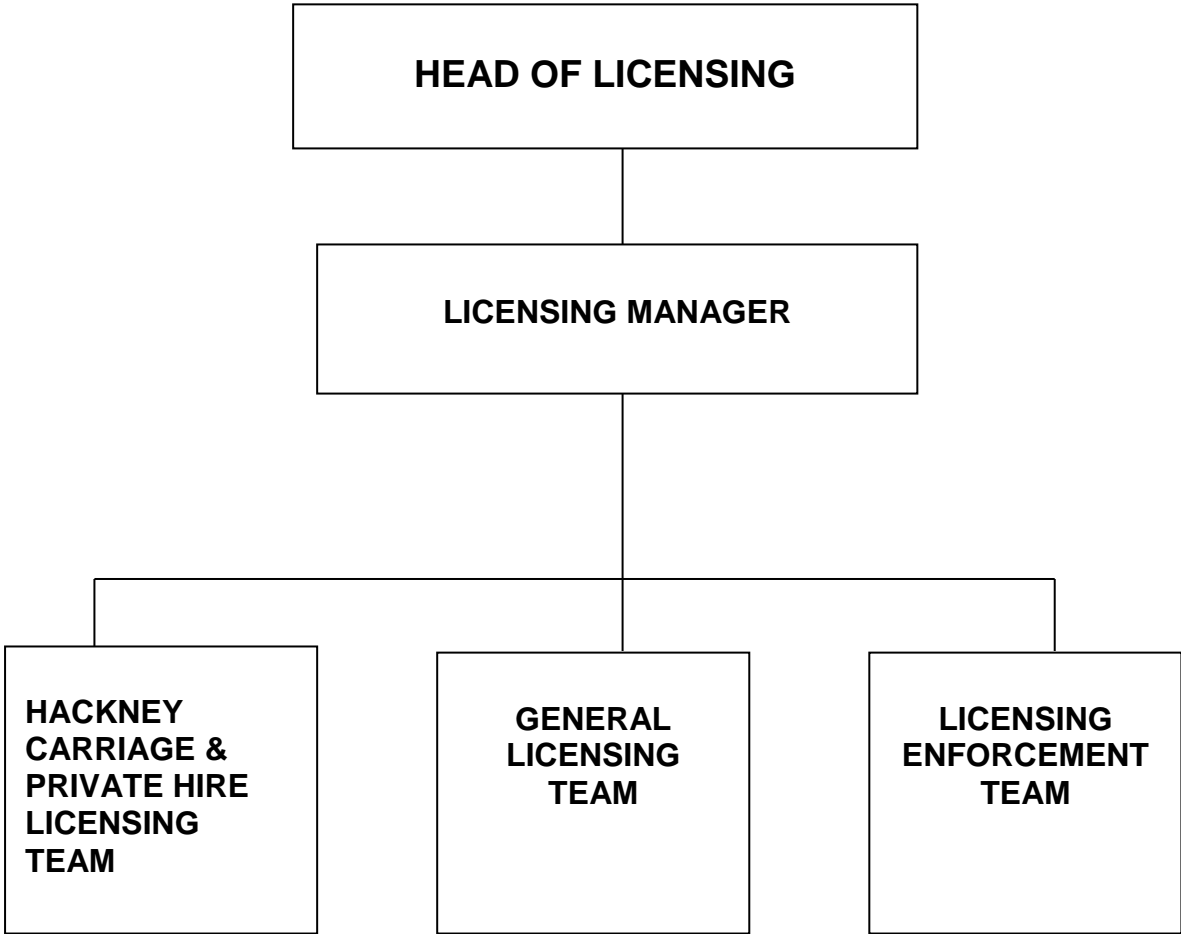 HEAD OF LICENSING
LICENSING MANAGER
HACKNEY
CARRIAGE &
PRIVATE HIRE
LICENSING
TEAM
GENERAL
LICENSING
TEAM
LICENSING
ENFORCEMENT
TEAM